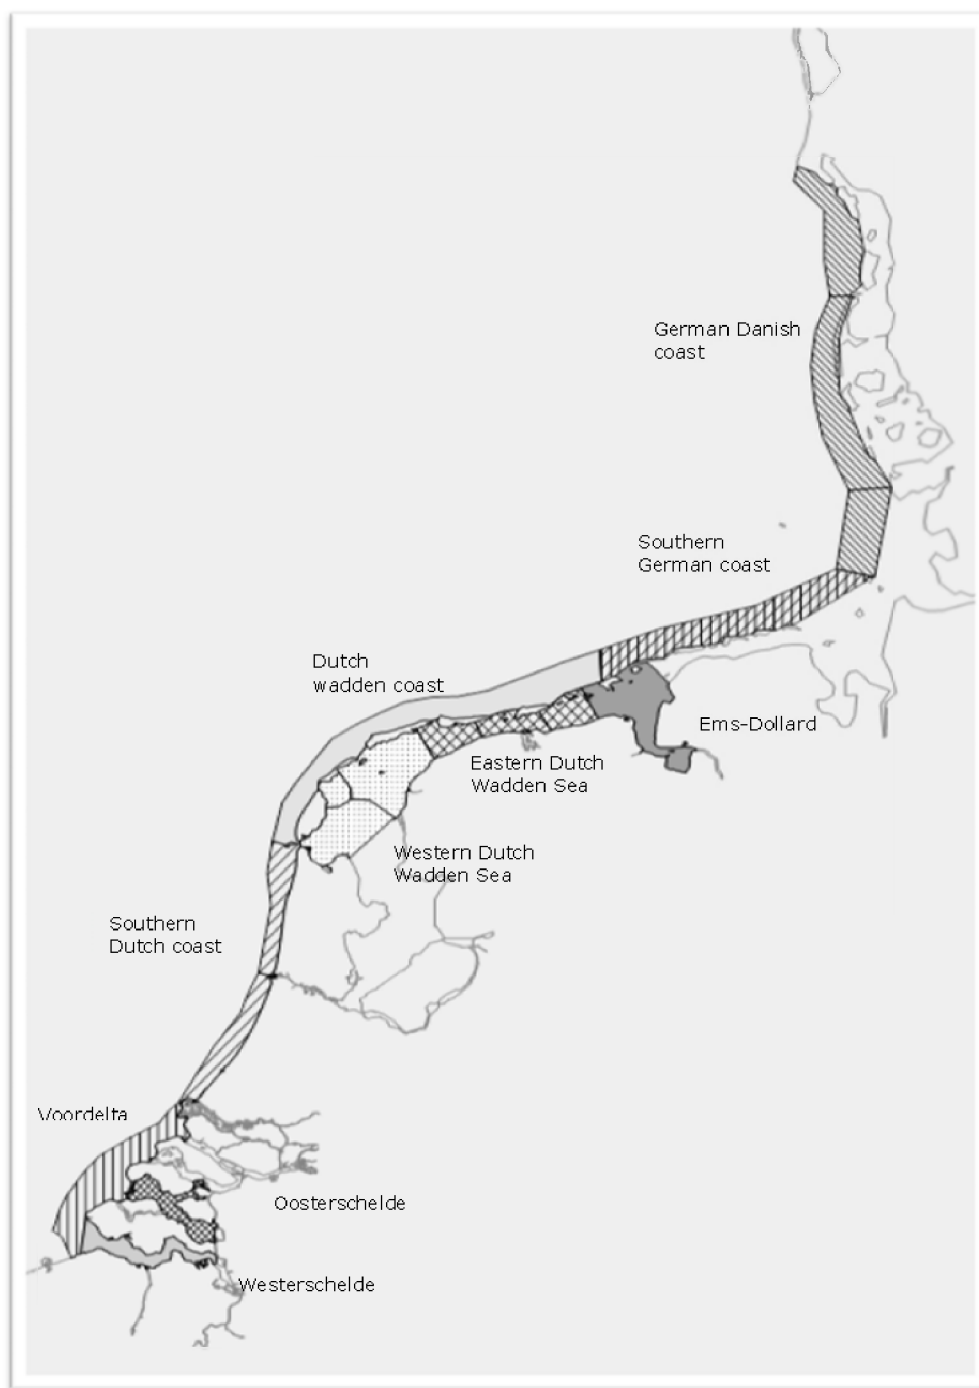 German Danish
coast
Southern
German coast
Dutch
wadden coast
Ems-Dollard
Eastern Dutch
Wadden Sea
Western Dutch
Wadden Sea
Southern
Dutch coast
Voordelta
Oosterschelde
Westerschelde